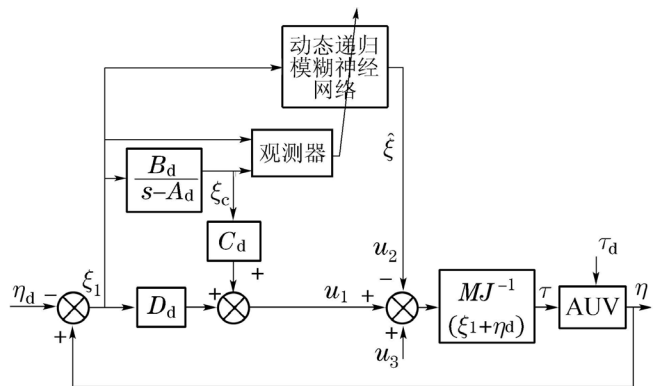 动态递归
模糊神经
网络
观测器
ξ̂
B_d
s−A_d
ξ_c
C_d
u_2
τ_d
η_d
−
ξ_1
+
+
−
D_d
u_1
+
MJ⁻¹
(ξ_1+η_d)
τ
AUV
η
+
+
u_3